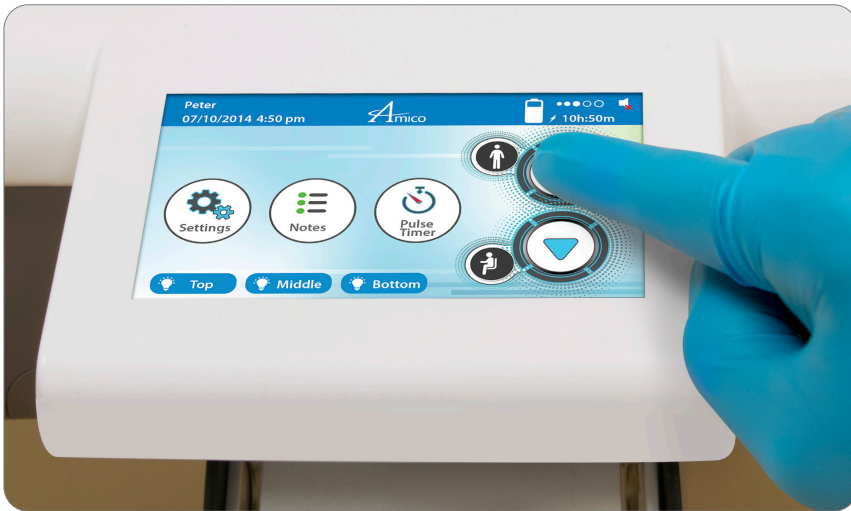 Peter
07/10/2014 4:50 pm
Amico
10h:50m
Settings
Notes
Pulse
Timer
Top
Middle
Bottom